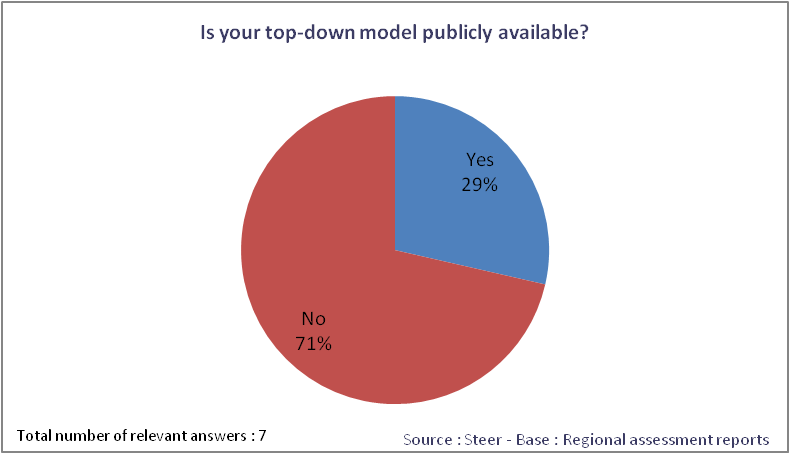 Is your top-down model publicly available?
Yes
29%
No
71%
Total number of relevant answers : 7
Source : Steer - Base : Regional assessment reports